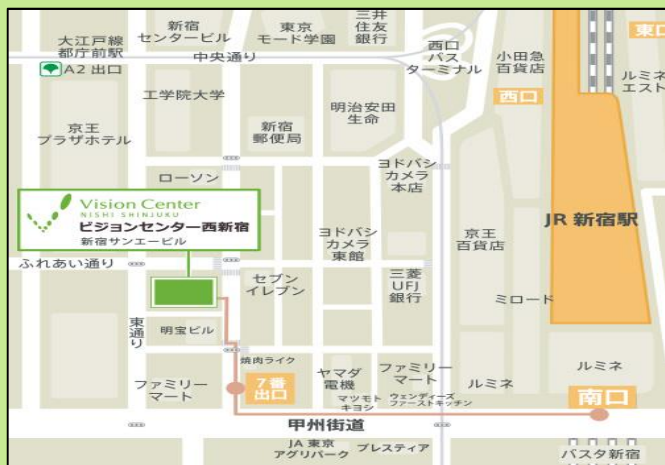 大江戸線
都庁前駅
A2 出口
新宿
センタービル
東京
モード学園
三井
住友
銀行
中央通り
西口
バス
ターミナル
小田急
百貨店
東口
ルミネ
エスト
西口
工学院大学
京王
プラザホテル
新宿
郵便局
明治安田
生命
ローソン
ヨドバシ
カメラ
本店
Vision Center
NISHI SHINJUKU
ビジョンセンター西新宿
新宿サンエービル
ヨドバシ
カメラ
東館
京王
百貨店
JR 新宿駅
ふれあい通り
セブン
イレブン
三菱
UFJ
銀行
ミロード
東通り
明宝ビル
焼肉ライク
ファミリー
マート
7番
出口
ヤマダ
電機
ファミリー
マート
ルミネ
ルミネ
マツモト
キヨシ
ウェンディーズ
ファーストキッチン
南口
甲州街道
JA 東京
アグリパーク
プレスティア
バスタ新宿